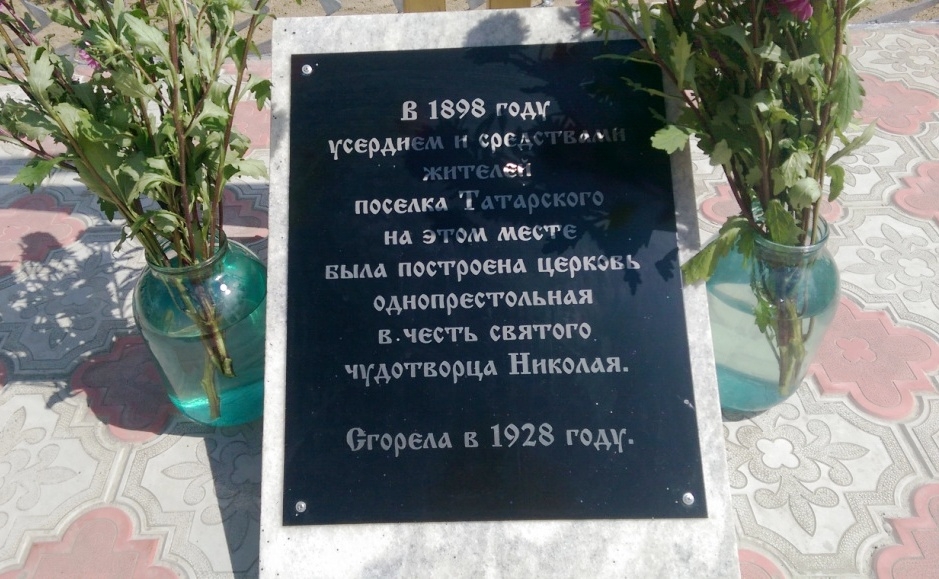 В 1898 году
усердием и средствами
жителей
поселка Татарского
на этом месте
была построена церковь
однопрестольная
в честь святого
чудотворца Николая.
Сгорела в 1928 году.